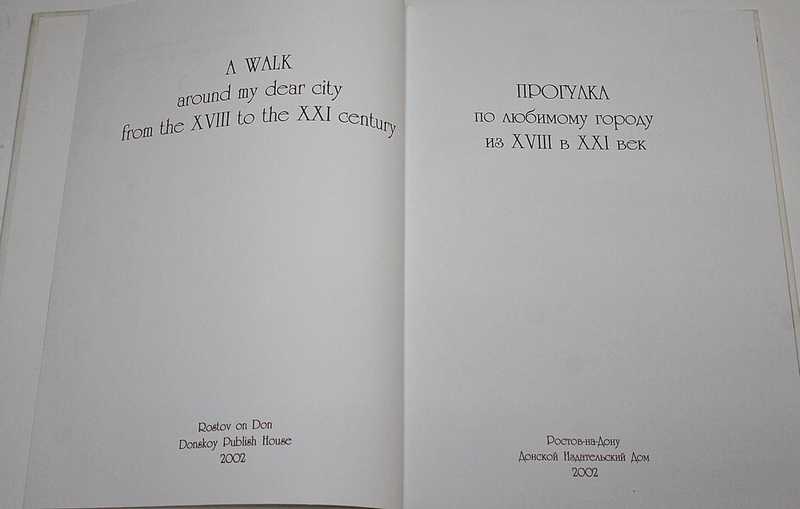 A WALK
around my dear city
from the XVIII to the XXI century
Rostov on Don
Donskoy Publish House
2002
ПРОГУЛКА
по любимому городу
из XVIII в XXI век
Ростов-на-Дону
Донской Издательский Дом
2002